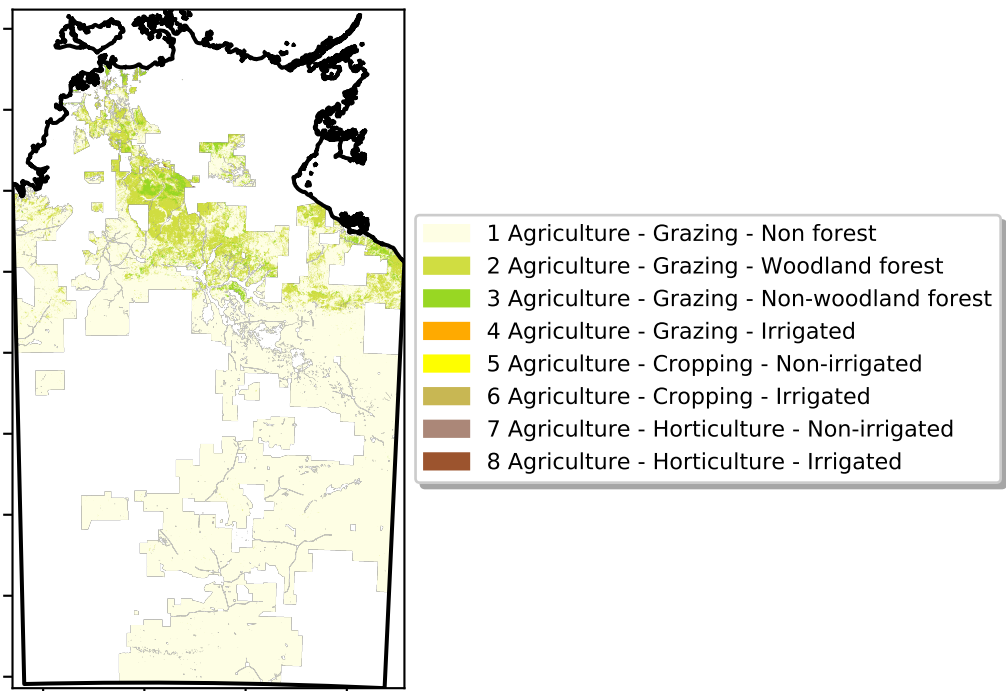 1 Agriculture - Grazing - Non forest
2 Agriculture - Grazing - Woodland forest
3 Agriculture - Grazing - Non-woodland forest
4 Agriculture - Grazing - Irrigated
5 Agriculture - Cropping - Non-irrigated
6 Agriculture - Cropping - Irrigated
7 Agriculture - Horticulture - Non-irrigated
8 Agriculture - Horticulture - Irrigated